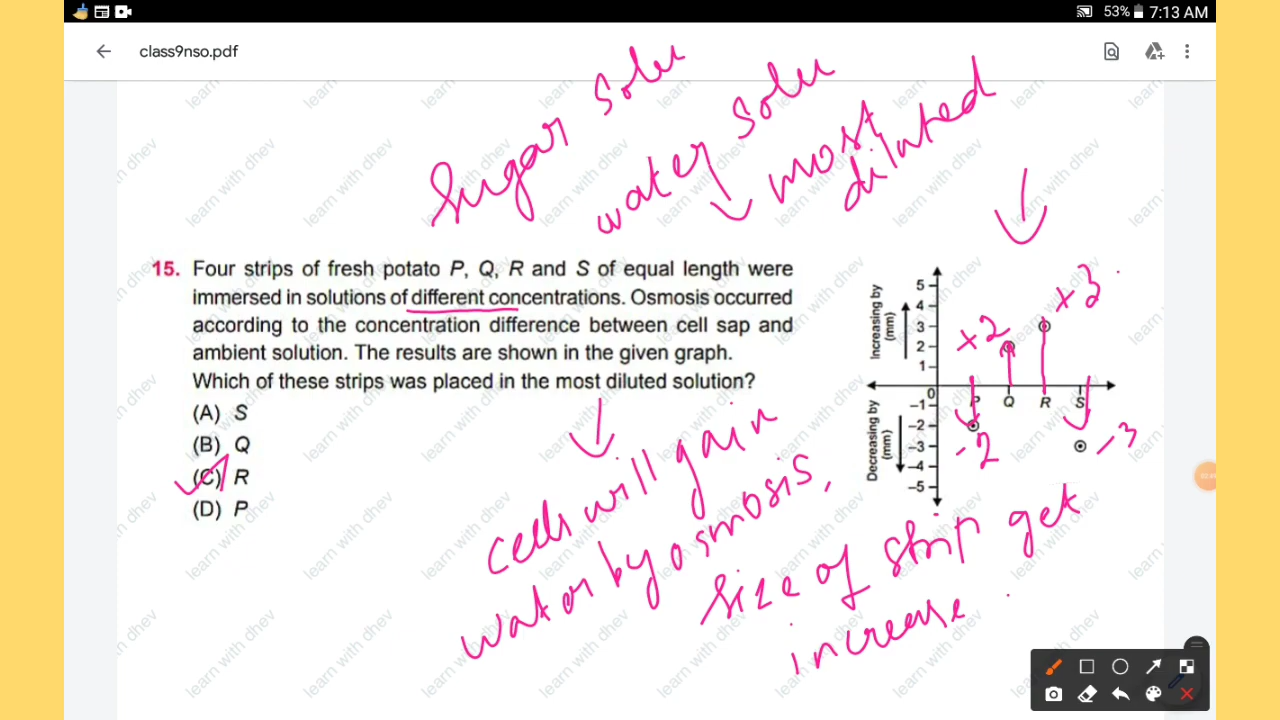 53% 7:13 AM
class9nso.pdf
Sugar Solu
water Solu
most
diluted
15. Four strips of fresh potato P, Q, R and S of equal length were
immersed in solutions of different concentrations. Osmosis occurred
according to the concentration difference between cell sap and
ambient solution. The results are shown in the given graph.
Which of these strips was placed in the most diluted solution?
(A) S
(B) Q
(C) R
(D) P
Increasing by
(mm)
Decreasing by
(mm)
5
4
3
2
1
0
-1
-2
-3
-4
-5
P Q R S
+2
+3
-2
-3
cells will gain
water by osmosis,
size of strip get
increase
learn with dhev